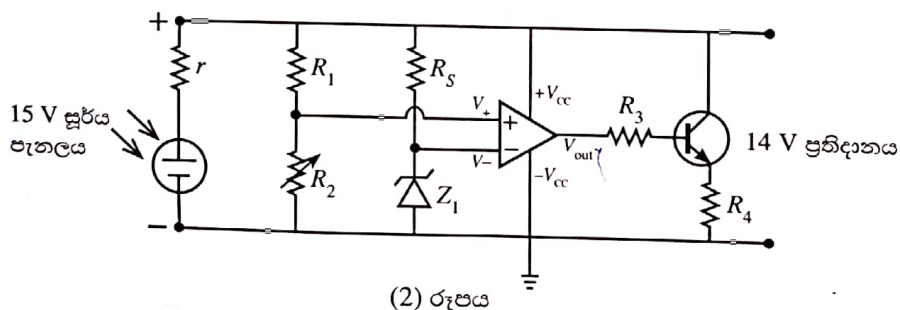 +
r
R1
RS
+Vcc
R3
V+
+
15 V සූර්ය
පැනලය
Vout
14 V ප්‍රතිදානය
V−
−
−Vcc
R2
Z1
R4
−
(2) රූපය